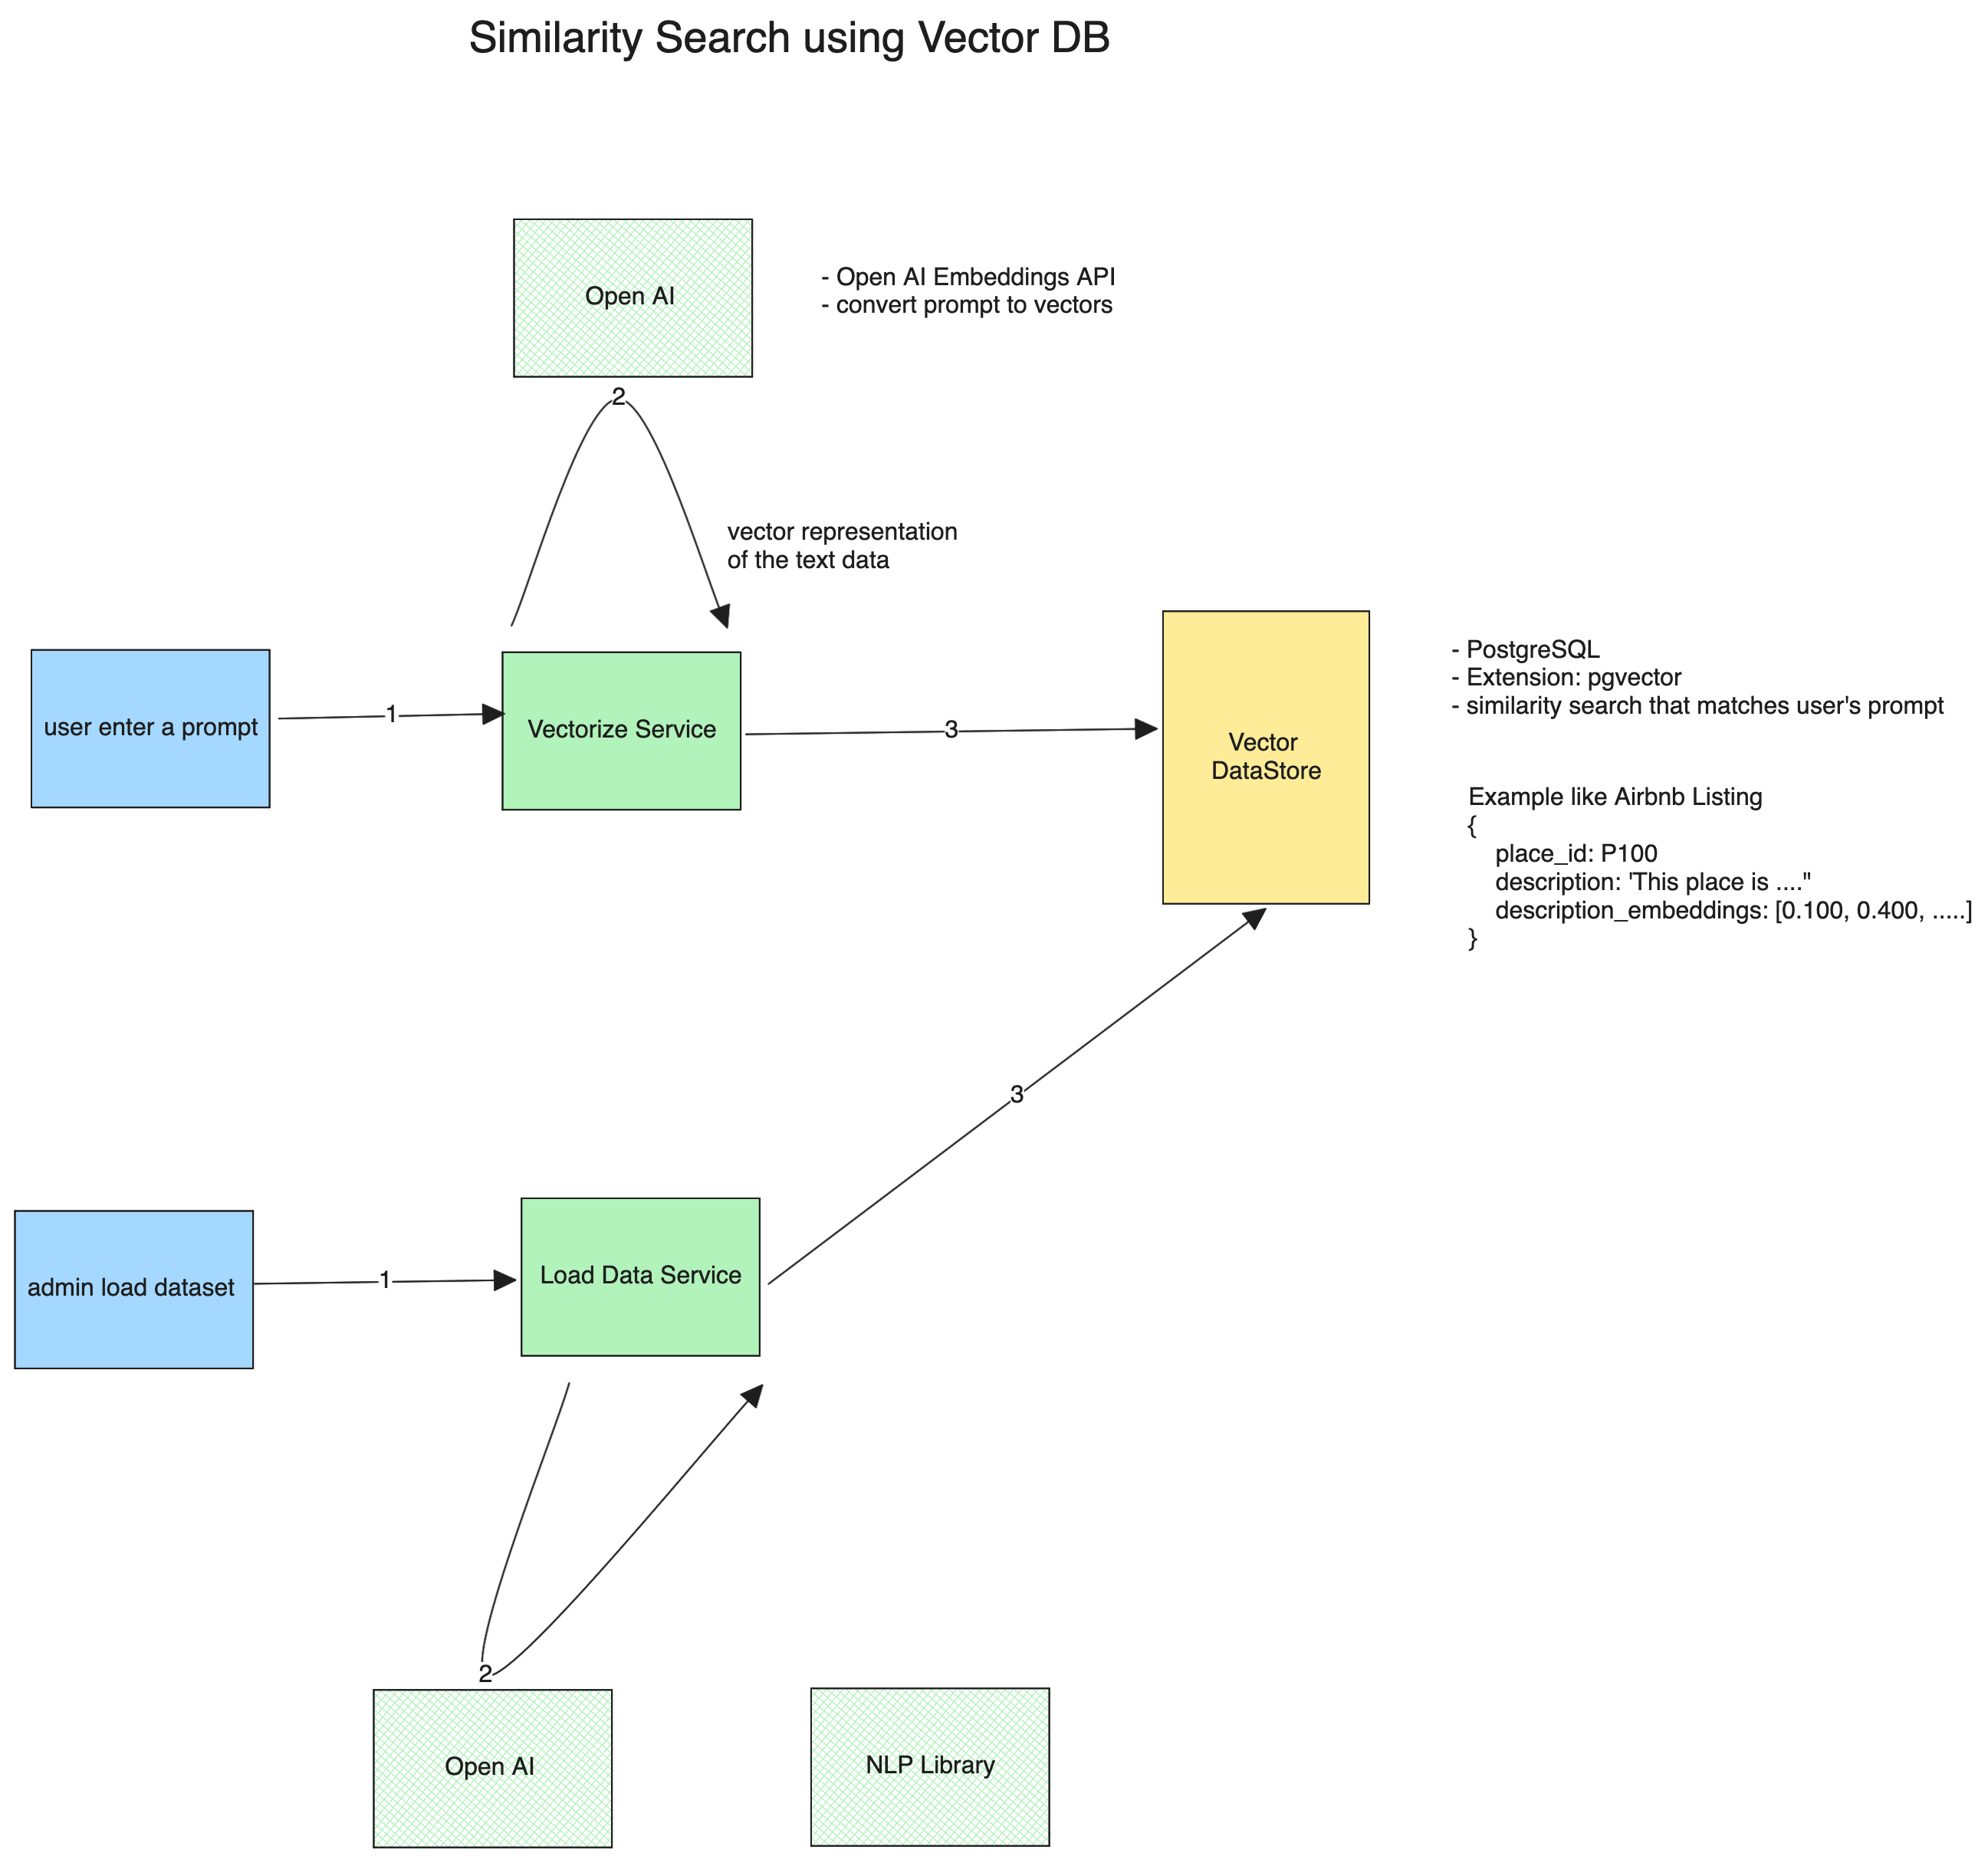 Similarity Search using Vector DB
Open AI
- Open AI Embeddings API
- convert prompt to vectors
2
vector representation
of the text data
user enter a prompt
1
Vectorize Service
3
Vector
DataStore
- PostgreSQL
- Extension: pgvector
- similarity search that matches user's prompt
Example like Airbnb Listing
{
place_id: P100
description: 'This place is ...."
description_embeddings: [0.100, 0.400, .....]
}
3
admin load dataset
1
Load Data Service
2
Open AI
NLP Library